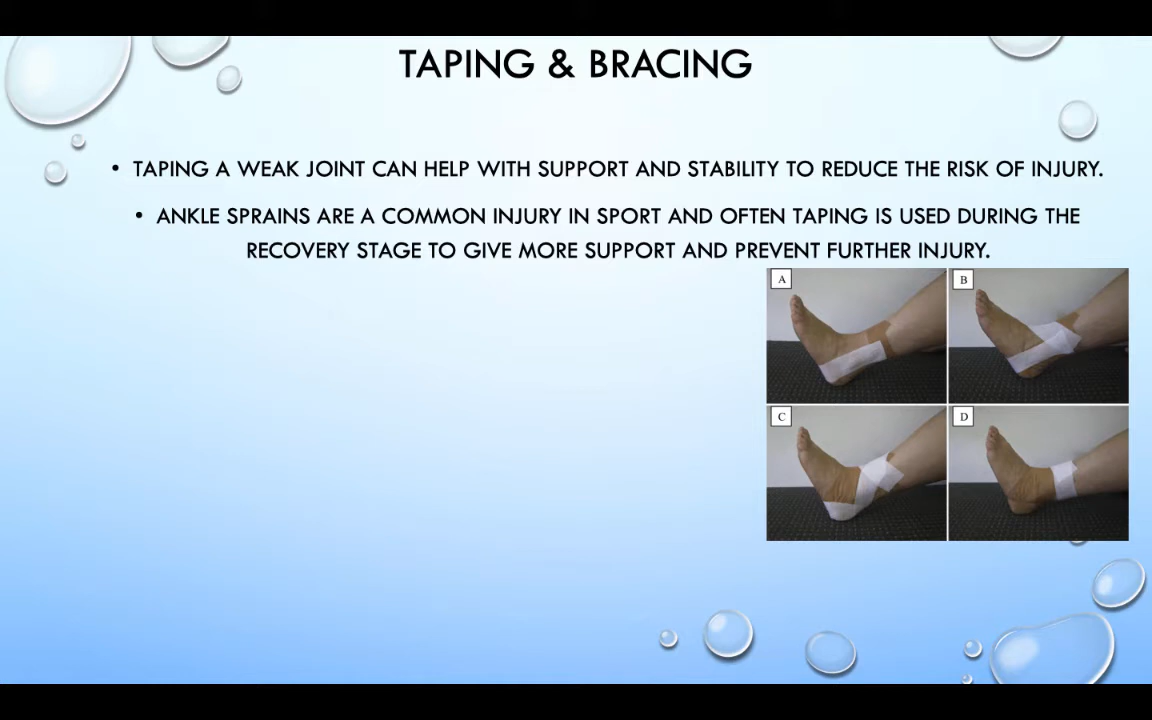 TAPING & BRACING
• TAPING A WEAK JOINT CAN HELP WITH SUPPORT AND STABILITY TO REDUCE THE RISK OF INJURY.
• ANKLE SPRAINS ARE A COMMON INJURY IN SPORT AND OFTEN TAPING IS USED DURING THE
RECOVERY STAGE TO GIVE MORE SUPPORT AND PREVENT FURTHER INJURY.
A
B
C
D